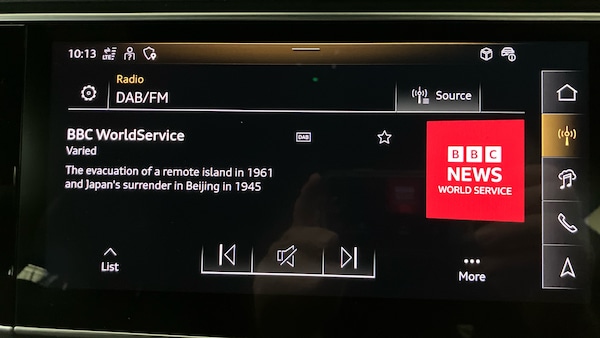 10:13 LTE
Radio
DAB/FM
Source
BBC WorldService
DAB
Varied
The evacuation of a remote island in 1961
and Japan's surrender in Beijing in 1945
BBC
NEWS
WORLD SERVICE
List
More